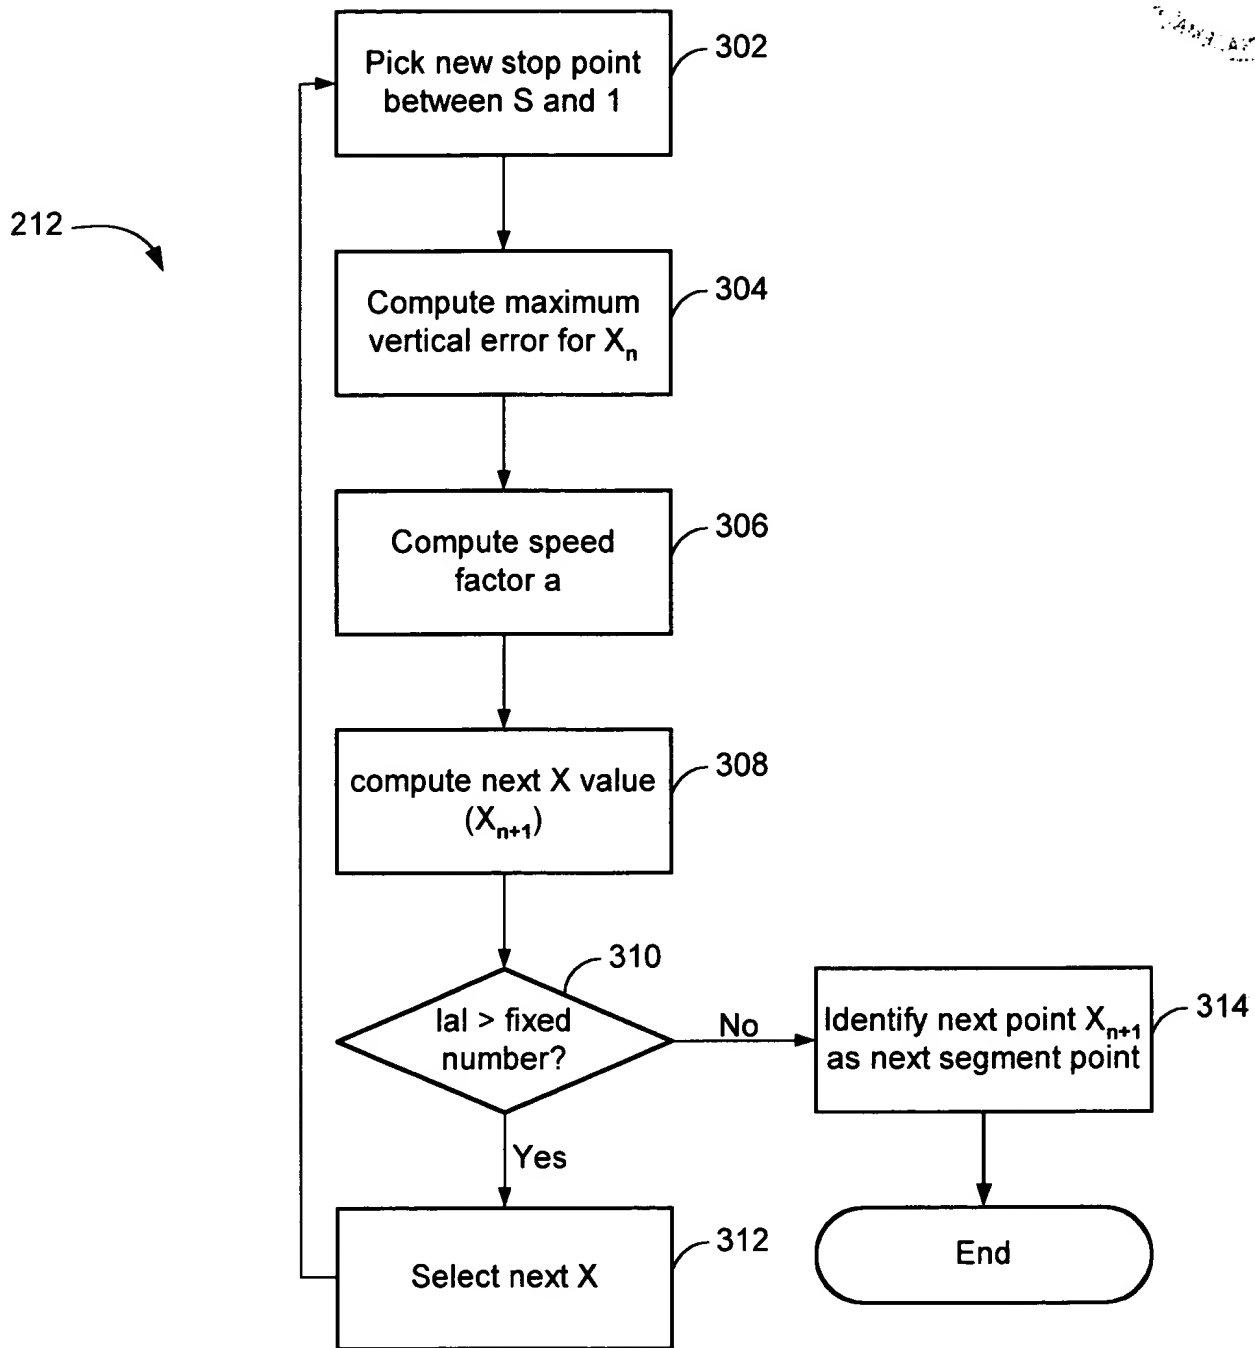 Pick new stop point
between S and 1
302
212
Compute maximum
vertical error for Xn
304
Compute speed
factor a
306
compute next X value
(Xn+1)
308
310
lal > fixed
number?
No
Identify next point Xn+1
as next segment point
314
Yes
Select next X
312
End